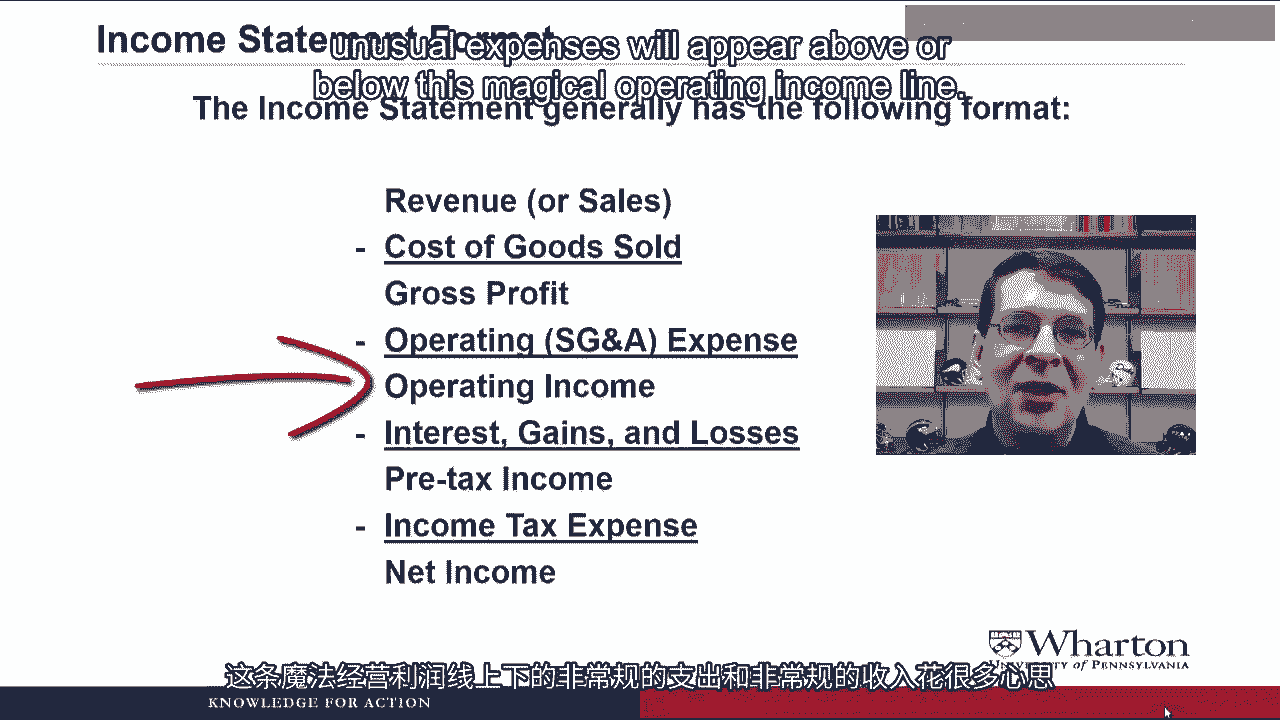 Income Statement Format
unusual expenses will appear above or
below this magical operating income line.
The Income Statement generally has the following format:
Revenue (or Sales)
- Cost of Goods Sold
Gross Profit
- Operating (SG&A) Expense
Operating Income
- Interest, Gains, and Losses
Pre-tax Income
- Income Tax Expense
Net Income
Wharton
UNIVERSITY of PENNSYLVANIA
这条魔法经营利润线上下的非常规的支出和非常规的收入花很多心思
KNOWLEDGE FOR ACTION